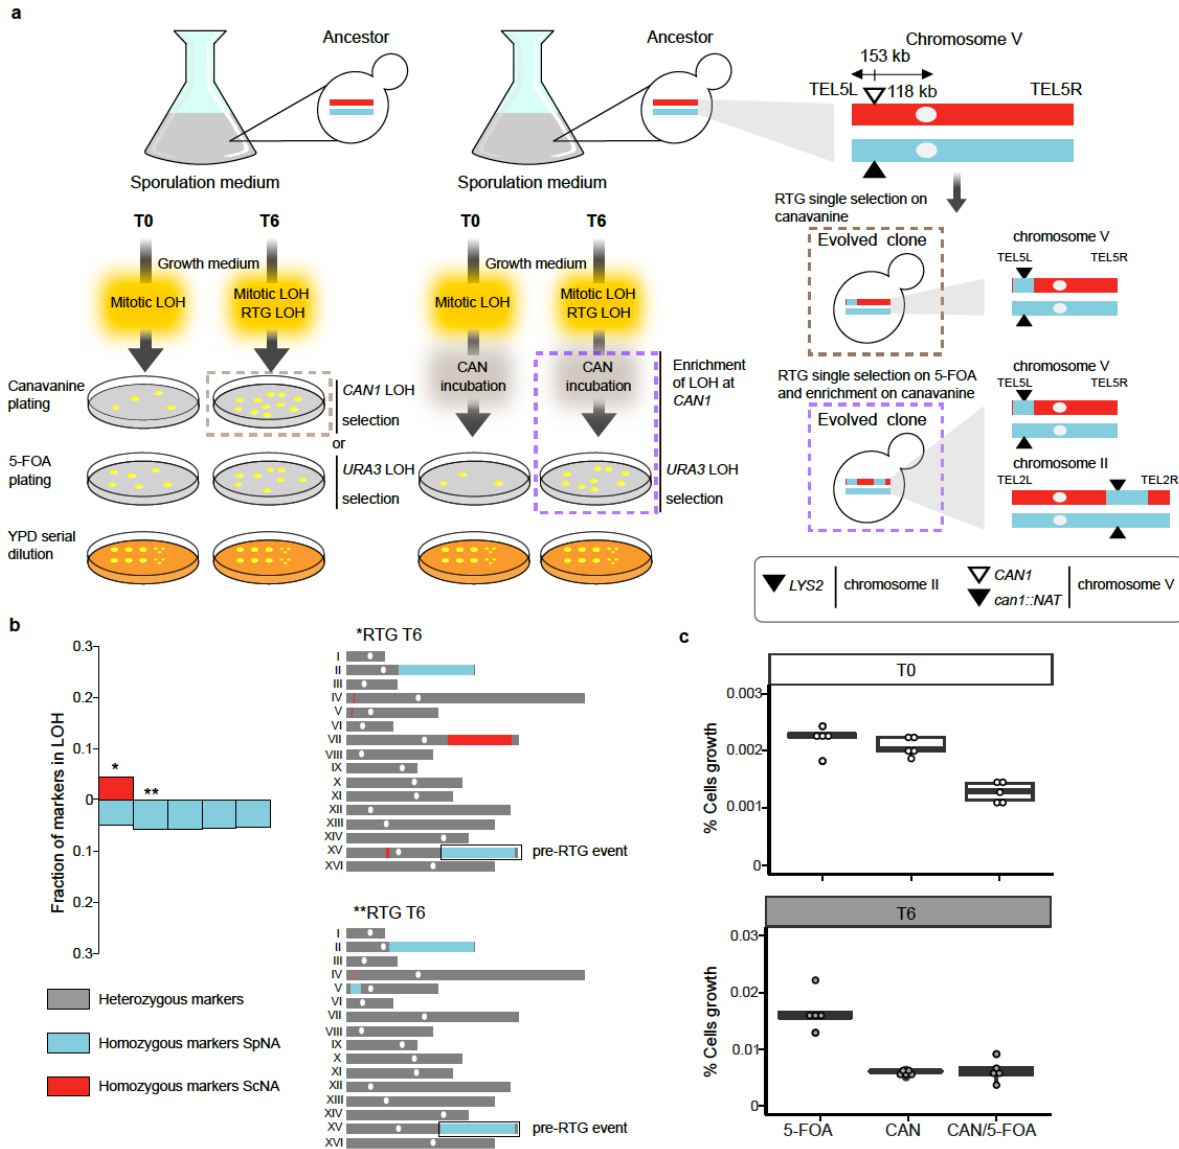 a
Ancestor
Ancestor
Chromosome V
153 kb
TEL5L
118 kb
TEL5R
Sporulation medium
Sporulation medium
T0
T6
T0
T6
Growth medium
Growth medium
Mitotic LOH
Mitotic LOH
RTG LOH
Mitotic LOH
Mitotic LOH
RTG LOH
CAN
incubation
CAN
incubation
Canavanine
plating
CAN1 LOH
selection
or
5-FOA
plating
URA3 LOH
selection
Enrichment
of LOH at
CAN1
URA3 LOH
selection
YPD serial
dilution
RTG single selection on
canavanine
Evolved clone
chromosome V
TEL5L
TEL5R
RTG single selection on 5-FOA
and enrichment on canavanine
Evolved clone
chromosome V
TEL5L
TEL5R
chromosome II
TEL2L
TEL2R
LYS2
chromosome II
CAN1
can1::NAT
chromosome V
b
Fraction of markers in LOH
0.3
0.2
0.1
0
0.1
0.2
0.3
*
**
Heterozygous markers
Homozygous markers SpNA
Homozygous markers ScNA
*RTG T6
I
II
III
IV
V
VI
VII
VIII
IX
X
XI
XII
XIII
XIV
XV
XVI
pre-RTG event
**RTG T6
I
II
III
IV
V
VI
VII
VIII
IX
X
XI
XII
XIII
XIV
XV
XVI
pre-RTG event
c
T0
% Cells growth
0.003
0.002
0.001
0
T6
% Cells growth
0.03
0.02
0.01
0
5-FOA
CAN
CAN/5-FOA